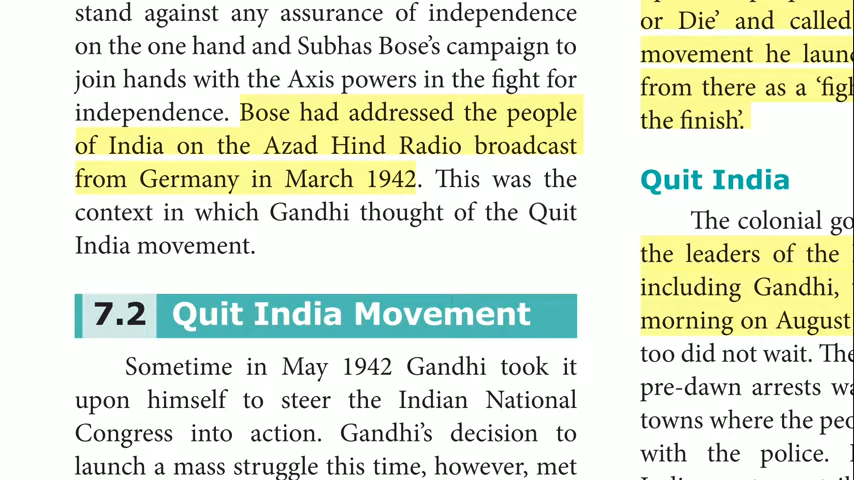 stand against any assurance of independence
on the one hand and Subhas Bose's campaign to
join hands with the Axis powers in the fight for
independence. Bose had addressed the people
of India on the Azad Hind Radio broadcast
from Germany in March 1942. This was the
context in which Gandhi thought of the Quit
India movement.
7.2 Quit India Movement
Sometime in May 1942 Gandhi took it
upon himself to steer the Indian National
Congress into action. Gandhi's decision to
launch a mass struggle this time, however, met
or Die' and called
movement he laun
from there as a 'figh
the finish'.
Quit India
The colonial go
the leaders of the
including Gandhi,
morning on August
too did not wait. The
pre-dawn arrests wa
towns where the peo
with the police.